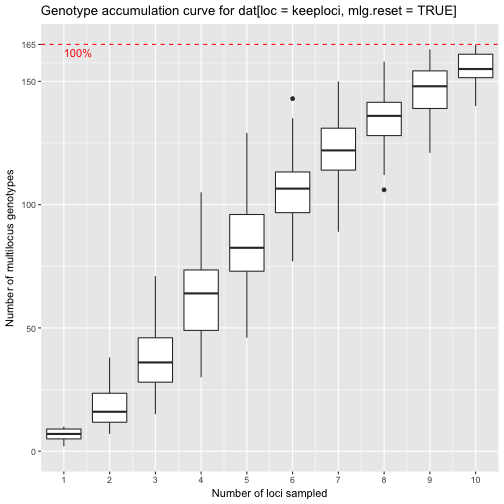 Genotype accumulation curve for dat[loc = keeploci, mlg.reset = TRUE]
165
100%
150
100
50
0
Number of multilocus genotypes
1 2 3 4 5 6 7 8 9 10
Number of loci sampled